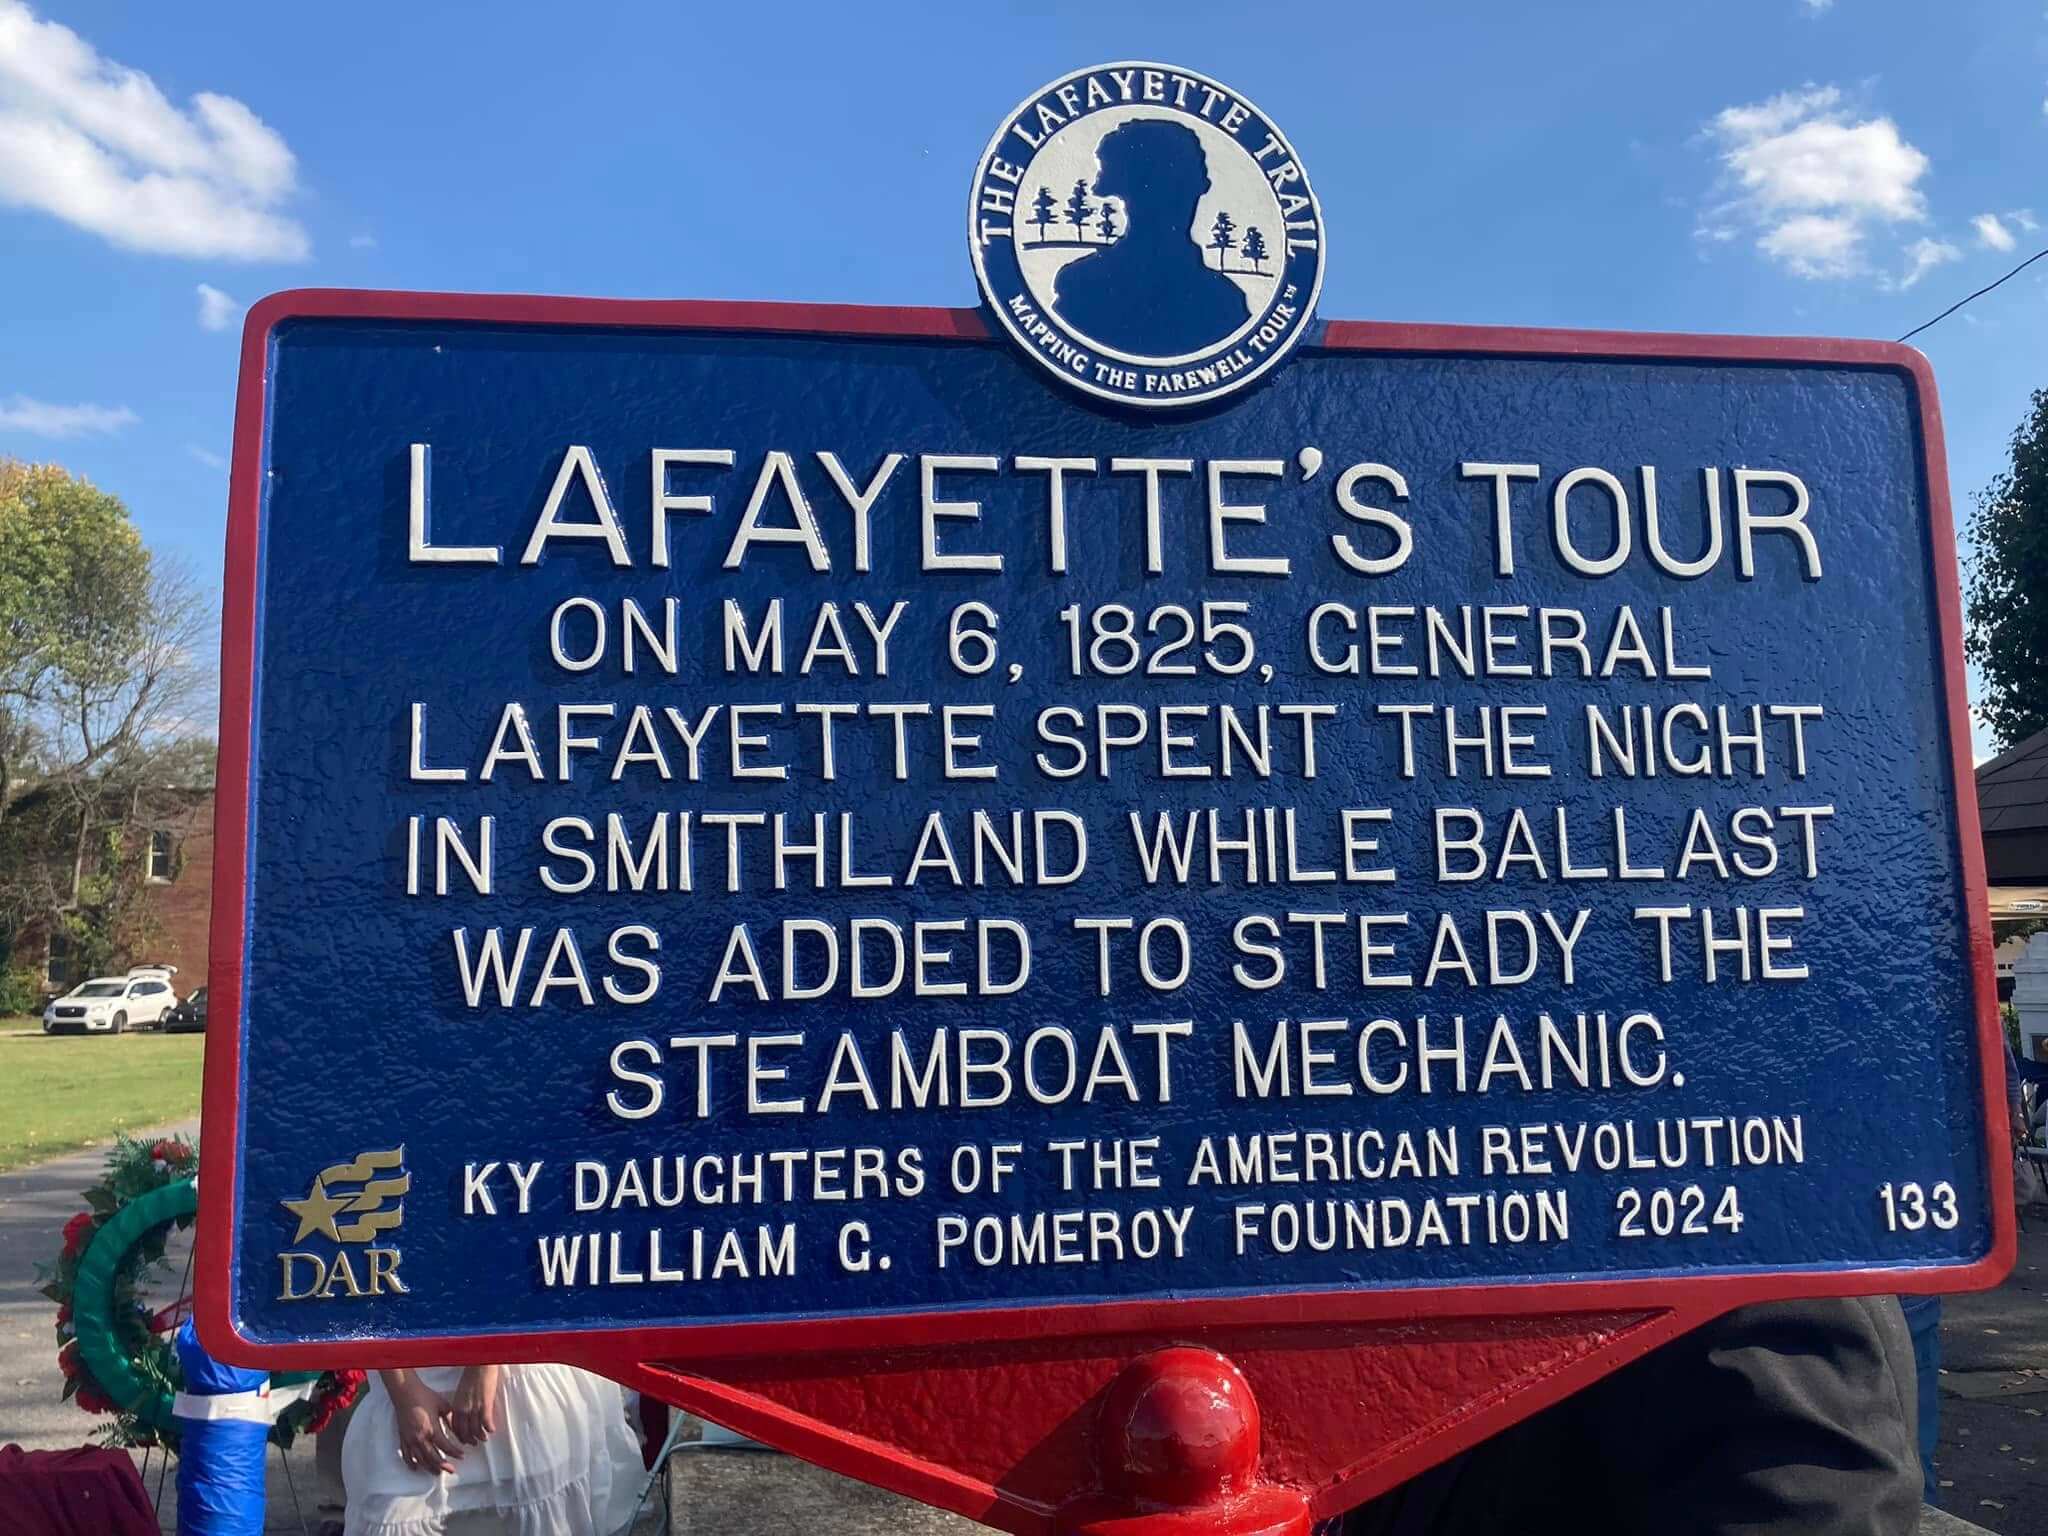 THE LAFAYETTE TRAIL
MAPPING THE FAREWELL TOUR™
LAFAYETTE'S TOUR
ON MAY 6, 1825, GENERAL
LAFAYETTE SPENT THE NIGHT
IN SMITHLAND WHILE BALLAST
WAS ADDED TO STEADY THE
STEAMBOAT MECHANIC.
KY DAUGHTERS OF THE AMERICAN REVOLUTION
WILLIAM G. POMEROY FOUNDATION 2024
133
DAR